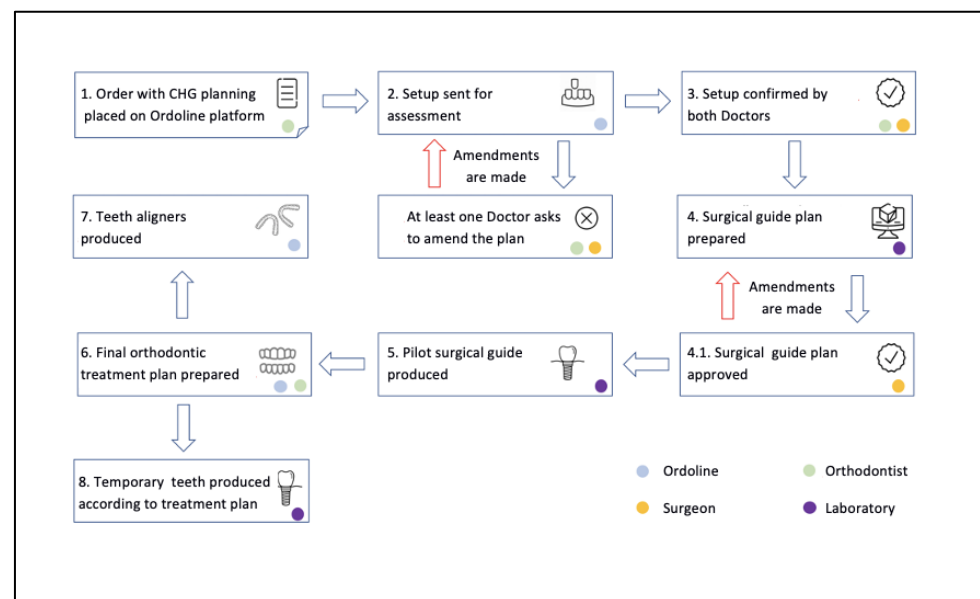 1. Order with CHG planning
placed on Ordoline platform
2. Setup sent for
assessment
3. Setup confirmed by
both Doctors
Amendments
are made
7. Teeth aligners
produced
At least one Doctor asks
to amend the plan
4. Surgical guide plan
prepared
Amendments
are made
6. Final orthodontic
treatment plan prepared
5. Pilot surgical guide
produced
4.1. Surgical guide plan
approved
8. Temporary teeth produced
according to treatment plan
Ordoline
Orthodontist
Surgeon
Laboratory